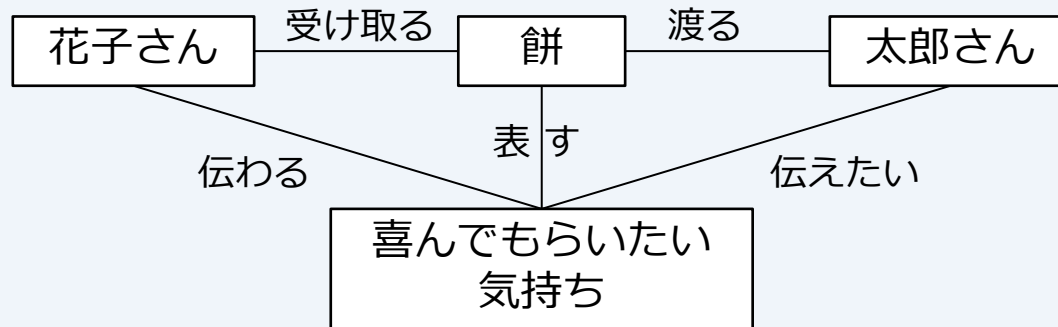 花子さん
受け取る
餅
渡る
太郎さん
伝わる
表す
伝えたい
喜んでもらいたい
気持ち